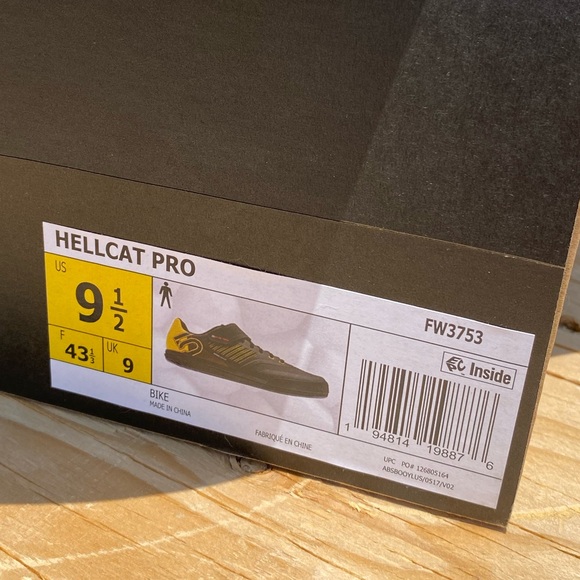 HELLCAT PRO
US
9 1/2
F
43 1/3
UK
9
BIKE
MADE IN CHINA
FABRIQUÉ EN CHINE
FW3753
Inside
1 94814 19887 6
UPC PO# 126805164
ABSBOOYLUS/0517/V02